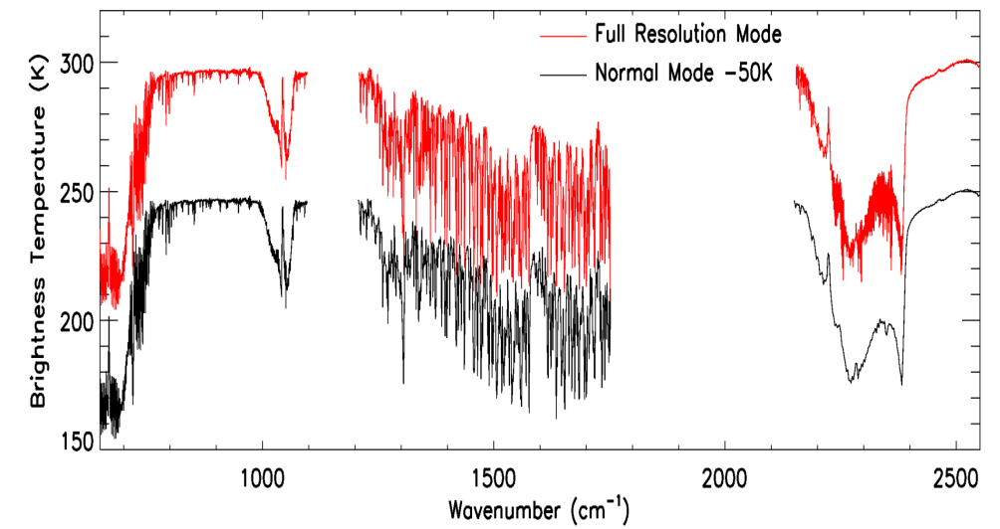 Full Resolution Mode
Normal Mode -50K
Brightness Temperature (K)
300
250
200
150
1000
1500
2000
2500
Wavenumber (cm⁻¹)